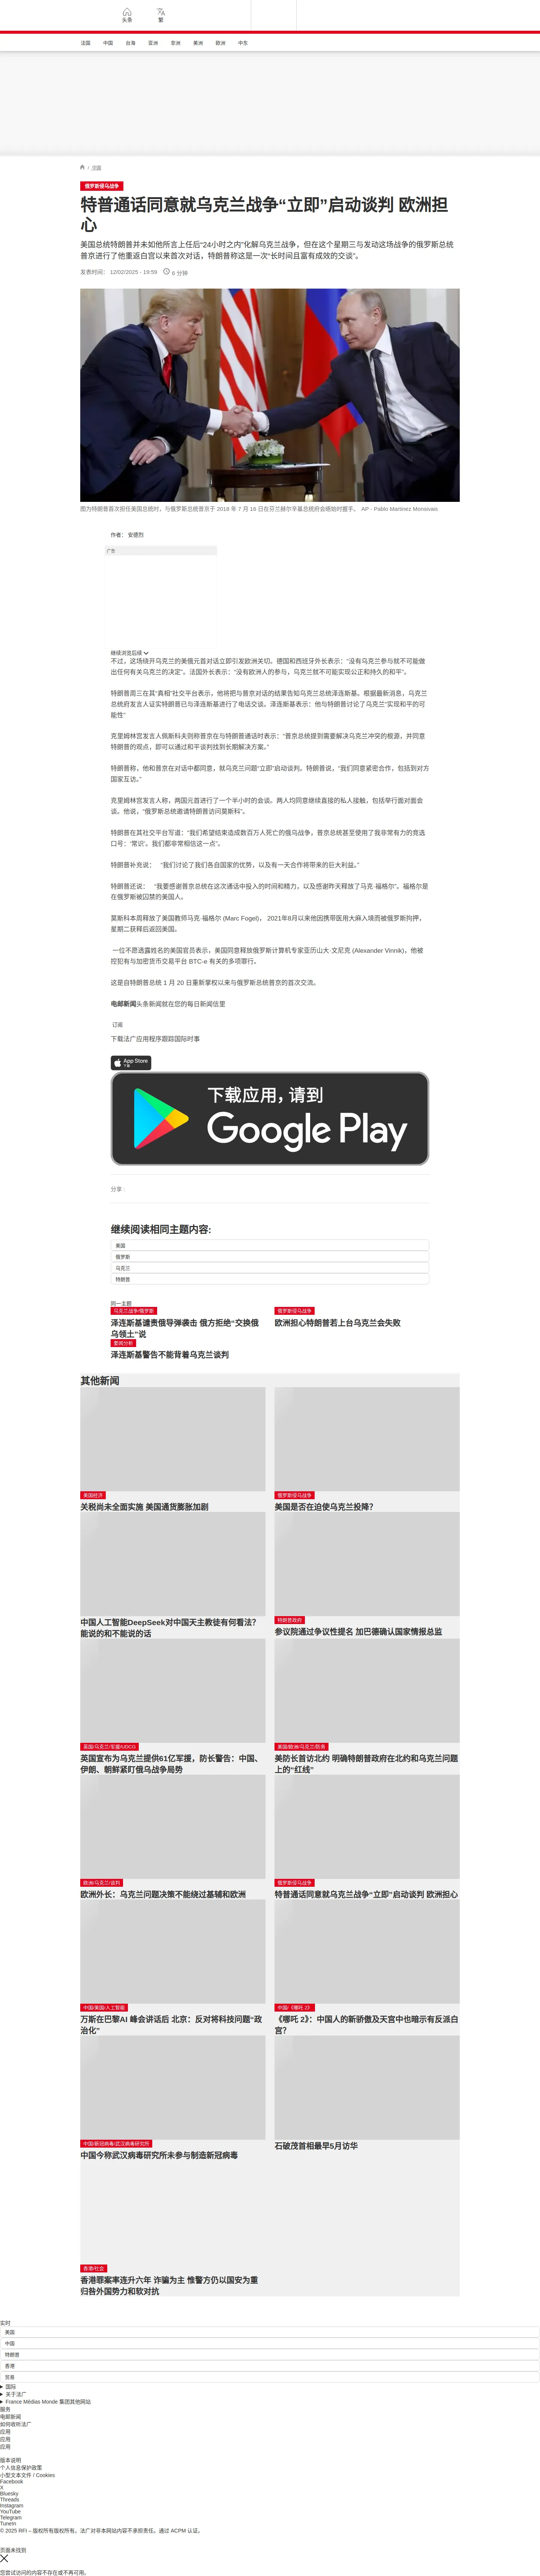 头条
繁
法国
中国
台海
亚洲
非洲
美洲
欧洲
中东
/ 中国
俄罗斯侵乌战争
特普通话同意就乌克兰战争“立即”启动谈判 欧洲担
心
美国总统特朗普并未如他所言上任后“24小时之内”化解乌克兰战争，但在这个星期三与发动这场战争的俄罗斯总统
普京进行了他重返白宫以来首次对话，特朗普称这是一次“长时间且富有成效的交谈”。
发表时间： 12/02/2025 - 19:59 6 分钟
图为特朗普首次担任美国总统时，与俄罗斯总统普京于 2018 年 7 月 16 日在芬兰赫尔辛基总统府会晤始时握手。 AP - Pablo Martinez Monsivais
作者： 安德烈
广告
继续浏览后续
不过，这场绕开乌克兰的美俄元首对话立即引发欧洲关切。德国和西班牙外长表示：“没有乌克兰参与就不可能做
出任何有关乌克兰的决定”。法国外长表示：“没有欧洲人的参与，乌克兰就不可能实现公正和持久的和平”。
特朗普周三在其“真相”社交平台表示，他将把与普京对话的结果告知乌克兰总统泽连斯基。根据最新消息，乌克兰
总统府发言人证实特朗普已与泽连斯基进行了电话交谈。泽连斯基表示：他与特朗普讨论了乌克兰“实现和平的可
能性”
克里姆林宫发言人佩斯科夫则称普京在与特朗普通话时表示：“普京总统提到需要解决乌克兰冲突的根源，并同意
特朗普的观点，即可以通过和平谈判找到长期解决方案。”
特朗普称，他和普京在对话中都同意，就乌克兰问题“立即”启动谈判。特朗普说，“我们同意紧密合作，包括到对方
国家互访。”
克里姆林宫发言人称，两国元首进行了一个半小时的会谈。两人均同意继续直接的私人接触，包括举行面对面会
谈。他说，“俄罗斯总统邀请特朗普访问莫斯科”。
特朗普在其社交平台写道：“我们希望结束造成数百万人死亡的俄乌战争，普京总统甚至使用了我非常有力的竞选
口号：‘常识’。我们都非常相信这一点”。
特朗普补充说： “我们讨论了我们各自国家的优势，以及有一天合作将带来的巨大利益。”
特朗普还说： “我要感谢普京总统在这次通话中投入的时间和精力，以及感谢昨天释放了马克·福格尔”。福格尔是
在俄罗斯被囚禁的美国人。
莫斯科本周释放了美国教师马克·福格尔 (Marc Fogel)， 2021年8月以来他因携带医用大麻入境而被俄罗斯拘押，
星期二获释后返回美国。
一位不愿透露姓名的美国官员表示，美国同意释放俄罗斯计算机专家亚历山大·文尼克 (Alexander Vinnik)，他被
控犯有与加密货币交易平台 BTC-e 有关的多项罪行。
这是自特朗普总统 1 月 20 日重新掌权以来与俄罗斯总统普京的首次交流。
电邮新闻头条新闻就在您的每日新闻信里
订阅
下载法广应用程序跟踪国际时事
App Store
下载应用，请到
Google Play
分享 :
继续阅读相同主题内容:
美国
俄罗斯
乌克兰
特朗普
同一主题
乌克兰战争/俄罗斯
泽连斯基谴责俄导弹袭击 俄方拒绝“交换俄
乌领土”说
俄罗斯侵乌战争
欧洲担心特朗普若上台乌克兰会失败
要闻分析
泽连斯基警告不能背着乌克兰谈判
其他新闻
美国经济
关税尚未全面实施 美国通货膨胀加剧
俄罗斯侵乌战争
美国是否在迫使乌克兰投降？
中国人工智能DeepSeek对中国天主教徒有何看法？
能说的和不能说的话
特朗普政府
参议院通过争议性提名 加巴德确认国家情报总监
英国/乌克兰/军援/UDCG
英国宣布为乌克兰提供61亿军援，防长警告：中国、
伊朗、朝鲜紧盯俄乌战争局势
美国/欧洲/乌克兰/防务
美防长首访北约 明确特朗普政府在北约和乌克兰问题
上的“红线”
欧洲/乌克兰/谈判
欧洲外长：乌克兰问题决策不能绕过基辅和欧洲
俄罗斯侵乌战争
特普通话同意就乌克兰战争“立即”启动谈判 欧洲担心
中国/美国/人工智能
万斯在巴黎AI 峰会讲话后 北京：反对将科技问题“政
治化”
中国/《哪吒 2》
《哪吒 2》：中国人的新骄傲及天宫中也暗示有反派白
宫？
中国/新冠病毒/武汉病毒研究所
中国今称武汉病毒研究所未参与制造新冠病毒
石破茂首相最早5月访华
香港/社会
香港罪案率连升六年 诈骗为主 惟警方仍以国安为重
归咎外国势力和软对抗
实时
美国
中国
特朗普
香港
贸易
国际
关于法广
France Médias Monde 集团其他网站
服务
电邮新闻
如何收听法广
应用
应用
应用
版本说明
个人信息保护政策
小型文本文件 / Cookies
Facebook
X
Bluesky
Threads
Instagram
YouTube
Telegram
TuneIn
© 2025 RFI – 版权所有版权所有。法广对非本网站内容不承担责任。通过 ACPM 认证。
页面未找到
您尝试访问的内容不存在或不再可用。